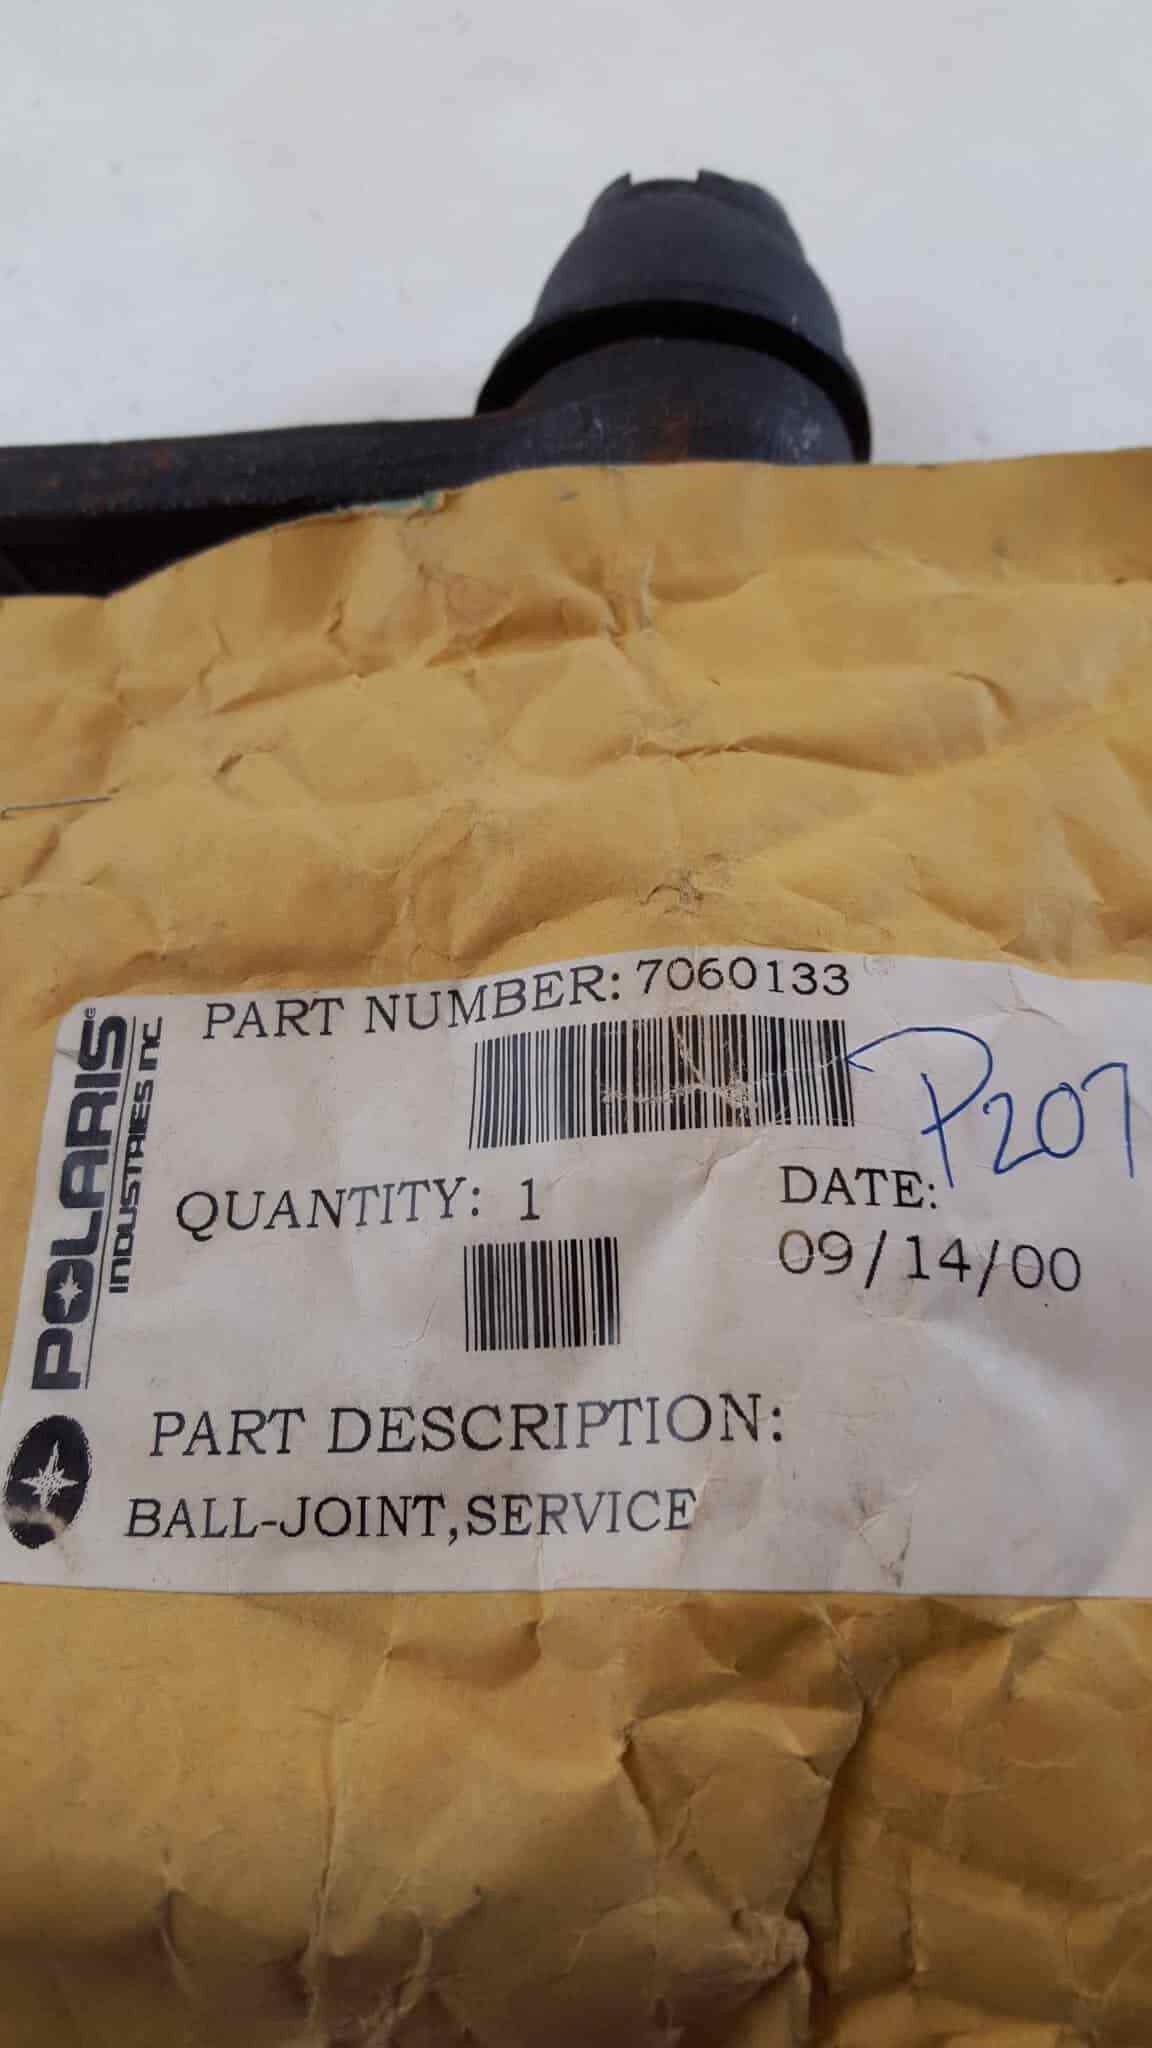 PART NUMBER: 7060133
POLARIS
INDUSTRIES INC.
P207
QUANTITY: 1
DATE:
09/14/00
PART DESCRIPTION:
BALL-JOINT,SERVICE